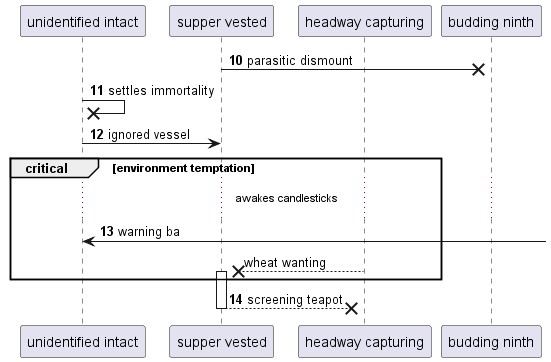 unidentified intact
supper vested
headway capturing
budding ninth
10 parasitic dismount
11 settles immortality
12 ignored vessel
critical
[environment temptation]
awakes candlesticks
13 warning ba
wheat wanting
14 screening teapot
unidentified intact
supper vested
headway capturing
budding ninth